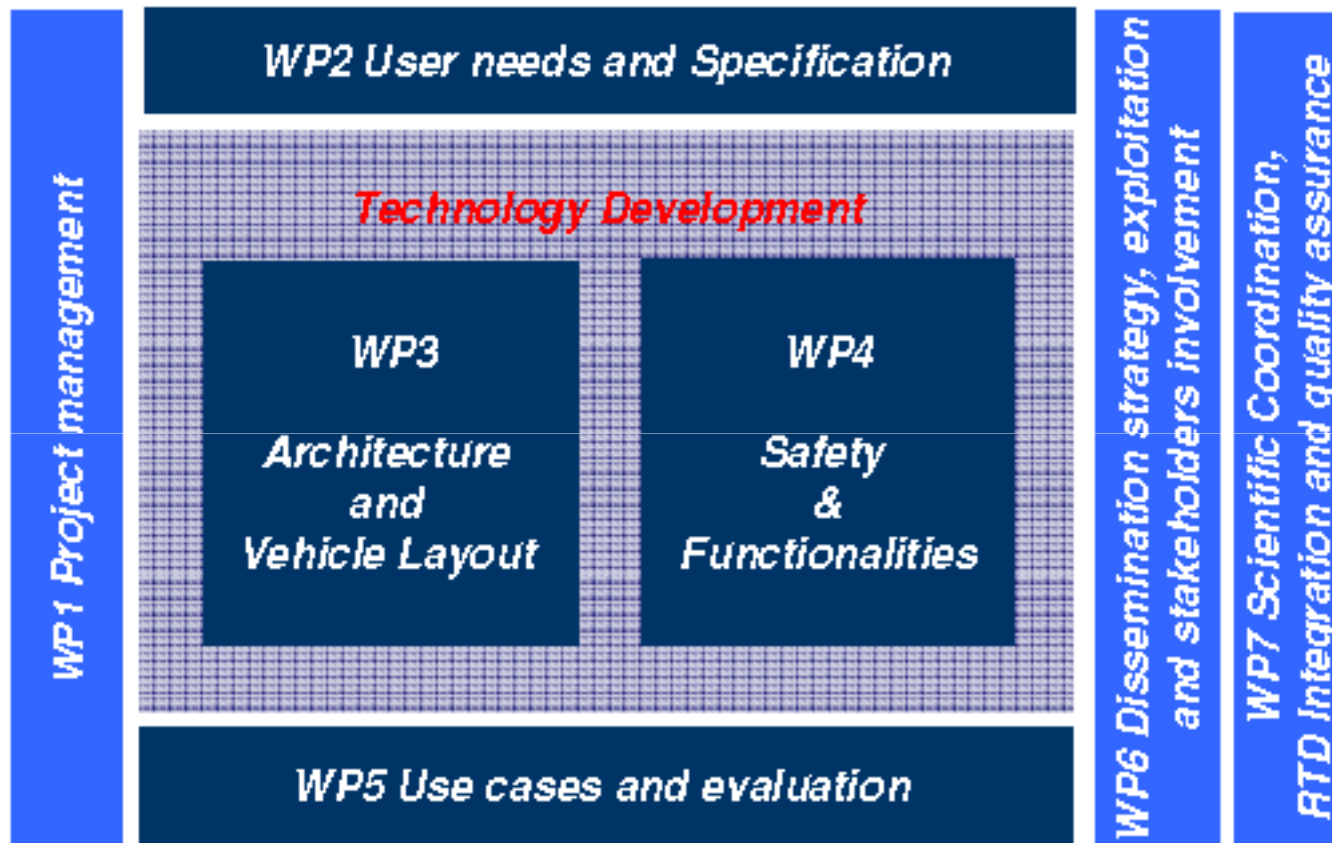 WP1 Project management
WP2 User needs and Specification
Technology Development
WP3
Architecture
and
Vehicle Layout
WP4
Safety
&
Functionalities
WP5 Use cases and evaluation
WP6 Dissemination strategy, exploitation
and stakeholders involvement
WP7 Scientific Coordination,
RTD Integration and quality assurance